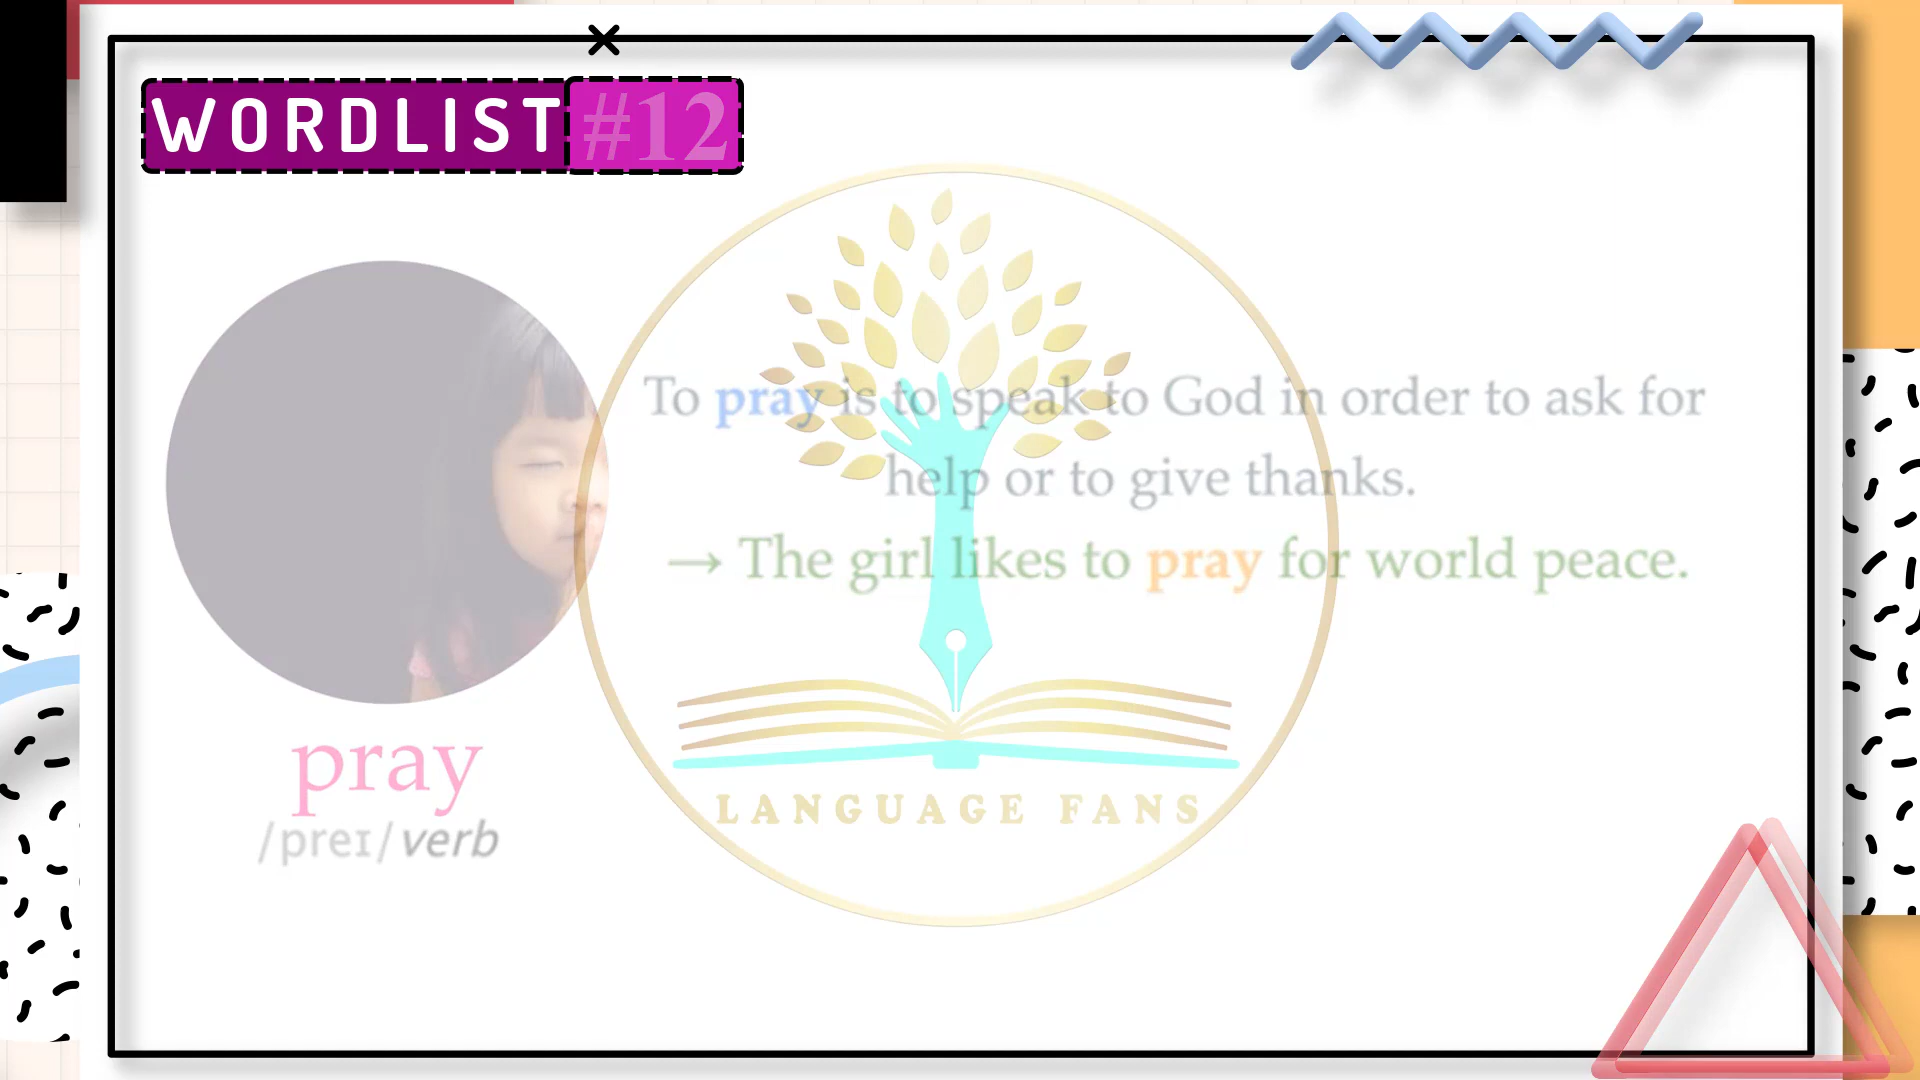 WORDLIST #12
To pray is to speak to God in order to ask for
help or to give thanks.
→ The girl likes to pray for world peace.
pray
/preɪ/ verb
LANGUAGE FANS